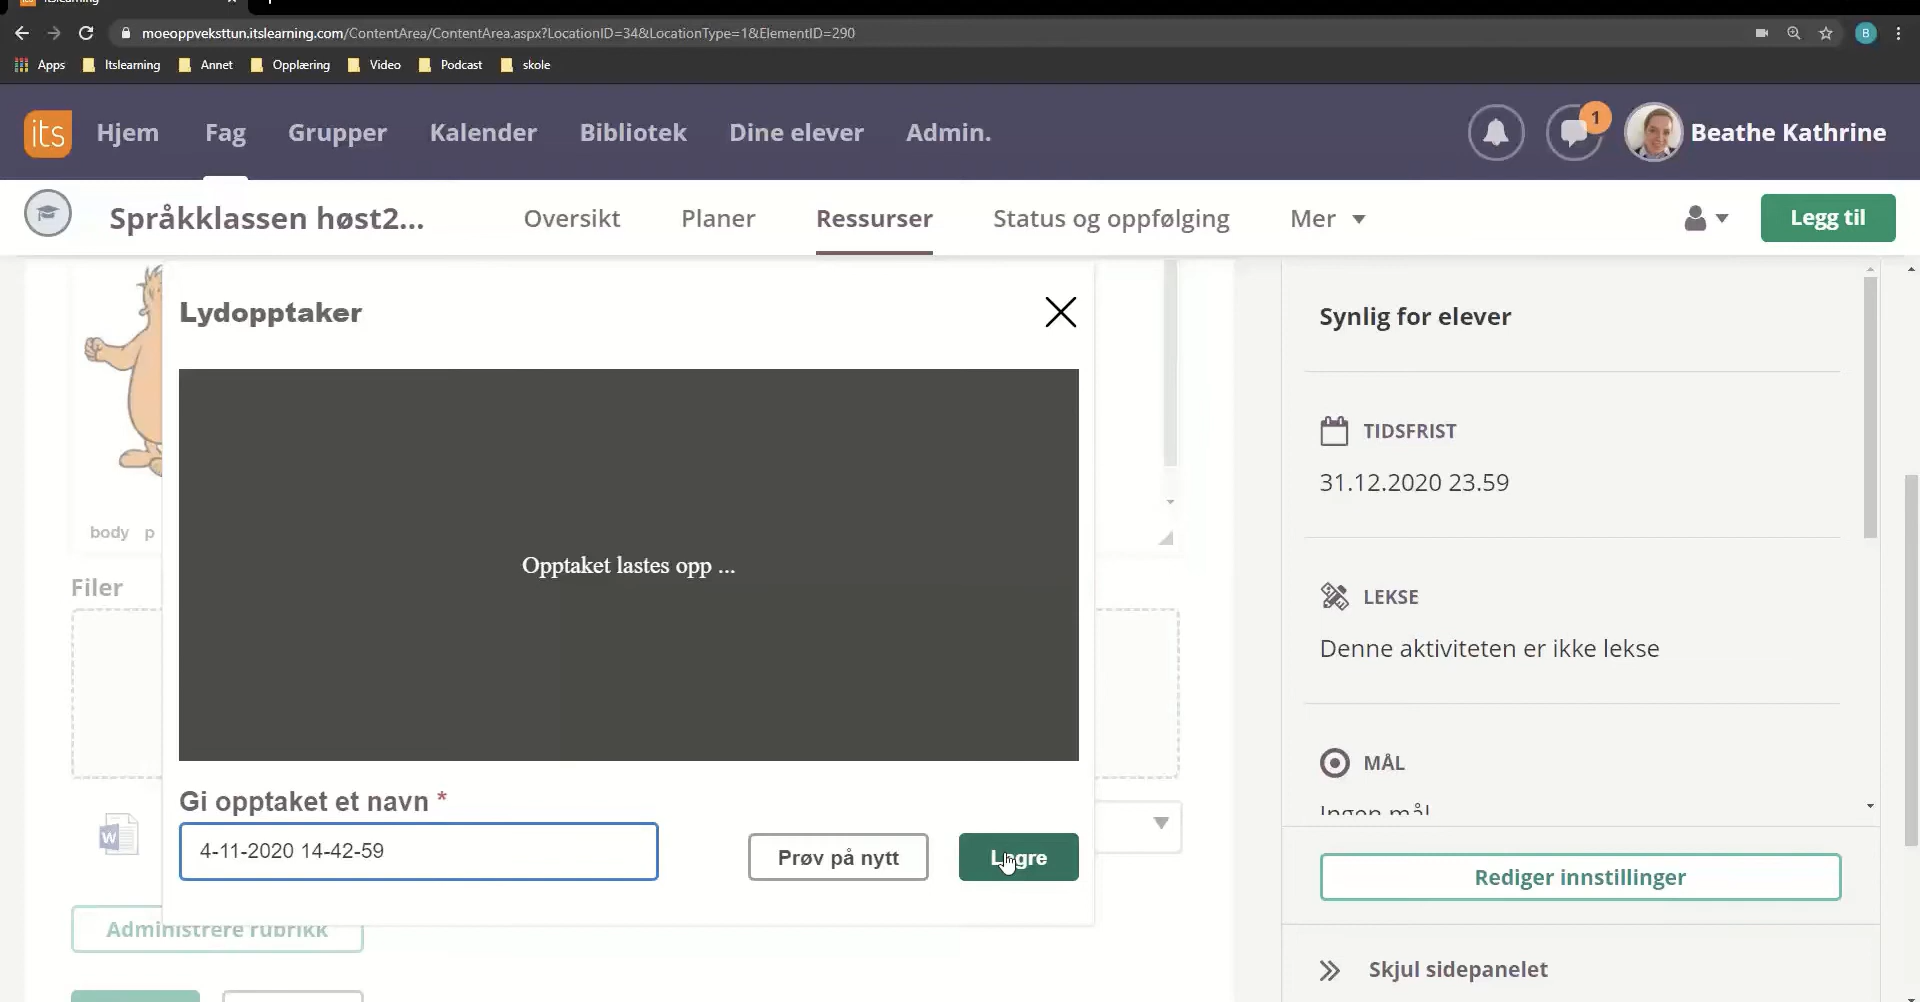 itslearning
moeoppveksttun.itslearning.com/ContentArea/ContentArea.aspx?LocationID=34&LocationType=1&ElementID=290
B
Apps Itslearning Annet Opplæring Video Podcast skole
its Hjem Fag Grupper Kalender Bibliotek Dine elever Admin. 1 Beathe Kathrine
Språkklassen høst2... Oversikt Planer Ressurser Status og oppfølging Mer Legg til
Lydopptaker
Opptaket lastes opp ...
Gi opptaket et navn *
4-11-2020 14-42-59
Prøv på nytt Lagre
body p
Filer
W
Administrere rubrikk
Synlig for elever
TIDSFRIST
31.12.2020 23.59
LEKSE
Denne aktiviteten er ikke lekse
MÅL
Ingen mål
Rediger innstillinger
Skjul sidepanelet